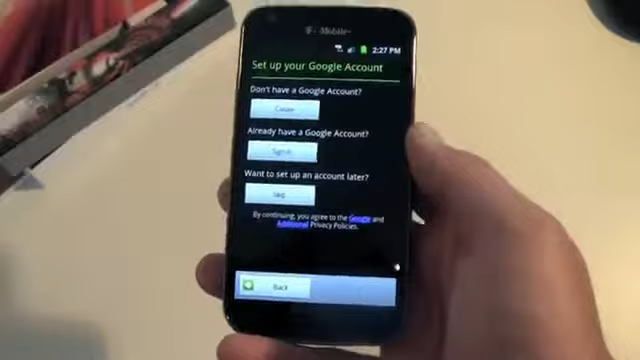 T··Mobile·
2:27 PM
Set up your Google Account
Don't have a Google Account?
Create
Already have a Google Account?
Sign in
Want to set up an account later?
Skip
By continuing, you agree to the Google and
Additional Privacy Policies.
Back